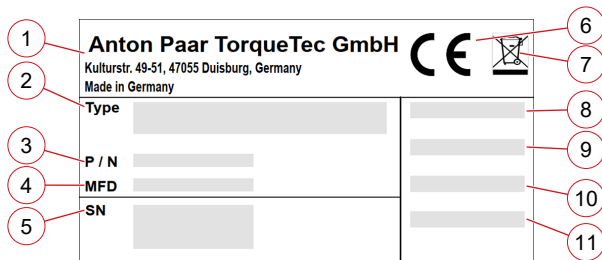 1
Anton Paar TorqueTec GmbH
CE
6
Kulturstr. 49-51, 47055 Duisburg, Germany
7
2
Made in Germany
Type
8
3
P / N
9
4
MFD
10
5
SN
11